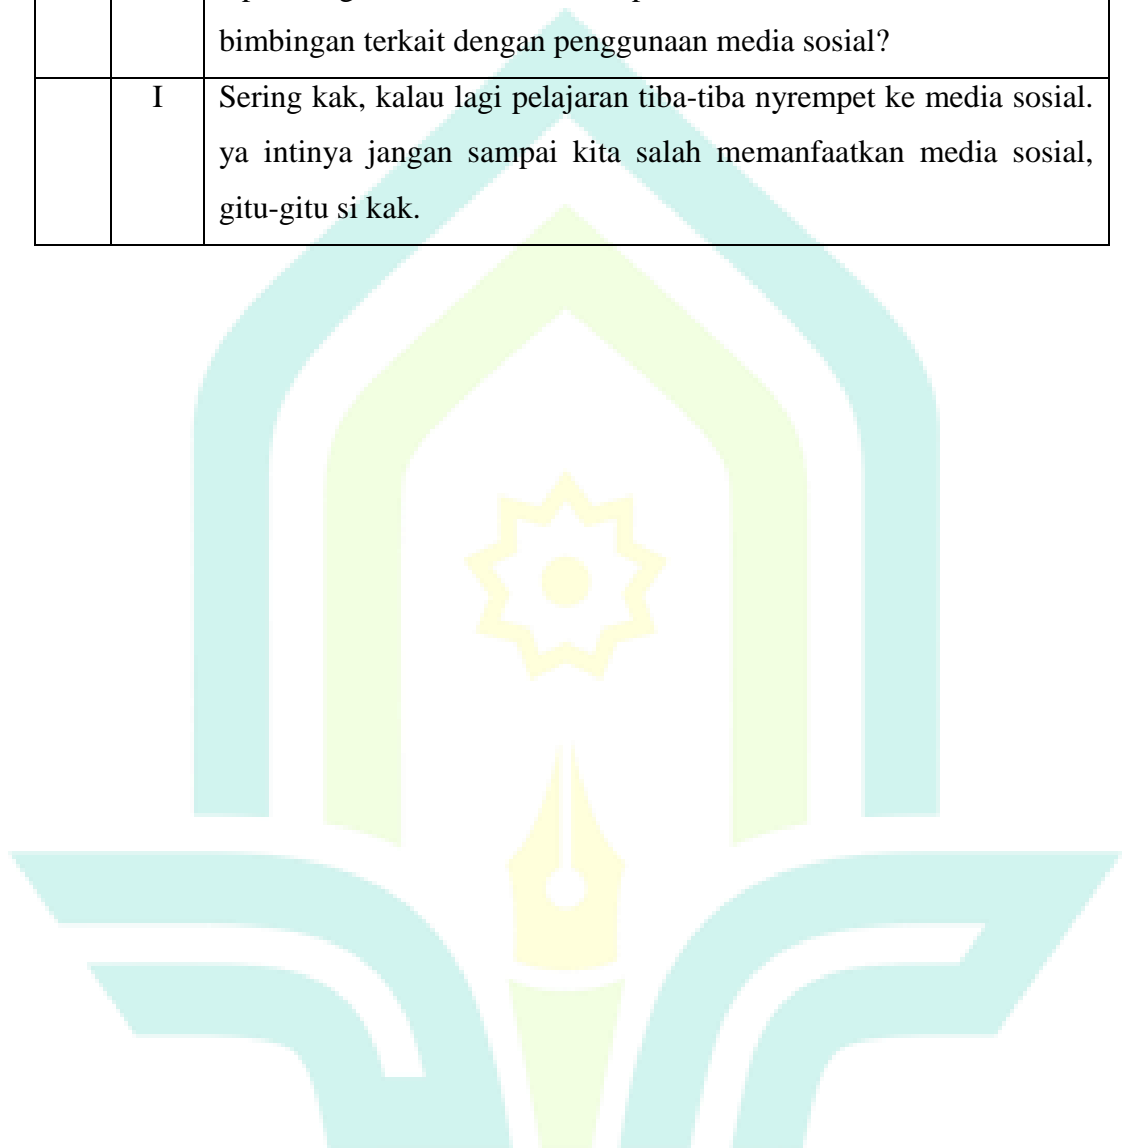 bimbingan terkait dengan penggunaan media sosial?
I Sering kak, kalau lagi pelajaran tiba-tiba nyrempet ke media sosial.
ya intinya jangan sampai kita salah memanfaatkan media sosial,
gitu-gitu si kak.